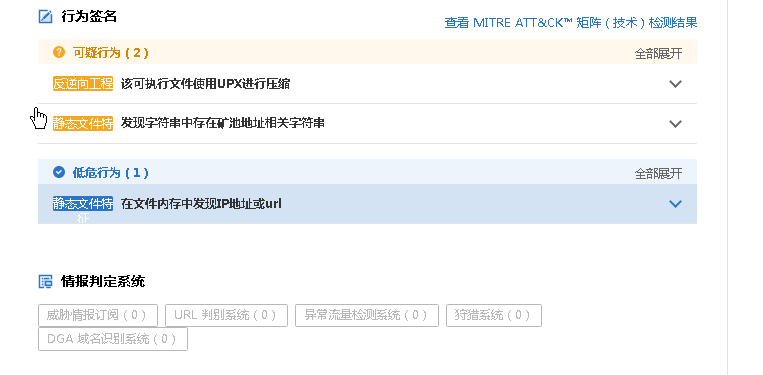 行为签名
查看 MITRE ATT&CK™ 矩阵（技术）检测结果
可疑行为（2）
全部展开
反逆向工程 该可执行文件使用UPX进行压缩
静态文件特 发现字符串中存在矿池地址相关字符串
低危行为（1）
全部展开
静态文件特征 在文件内存中发现IP地址或url
情报判定系统
威胁情报订阅（0） URL 判别系统（0） 异常流量检测系统（0） 狩猎系统（0）
DGA 域名识别系统（0）